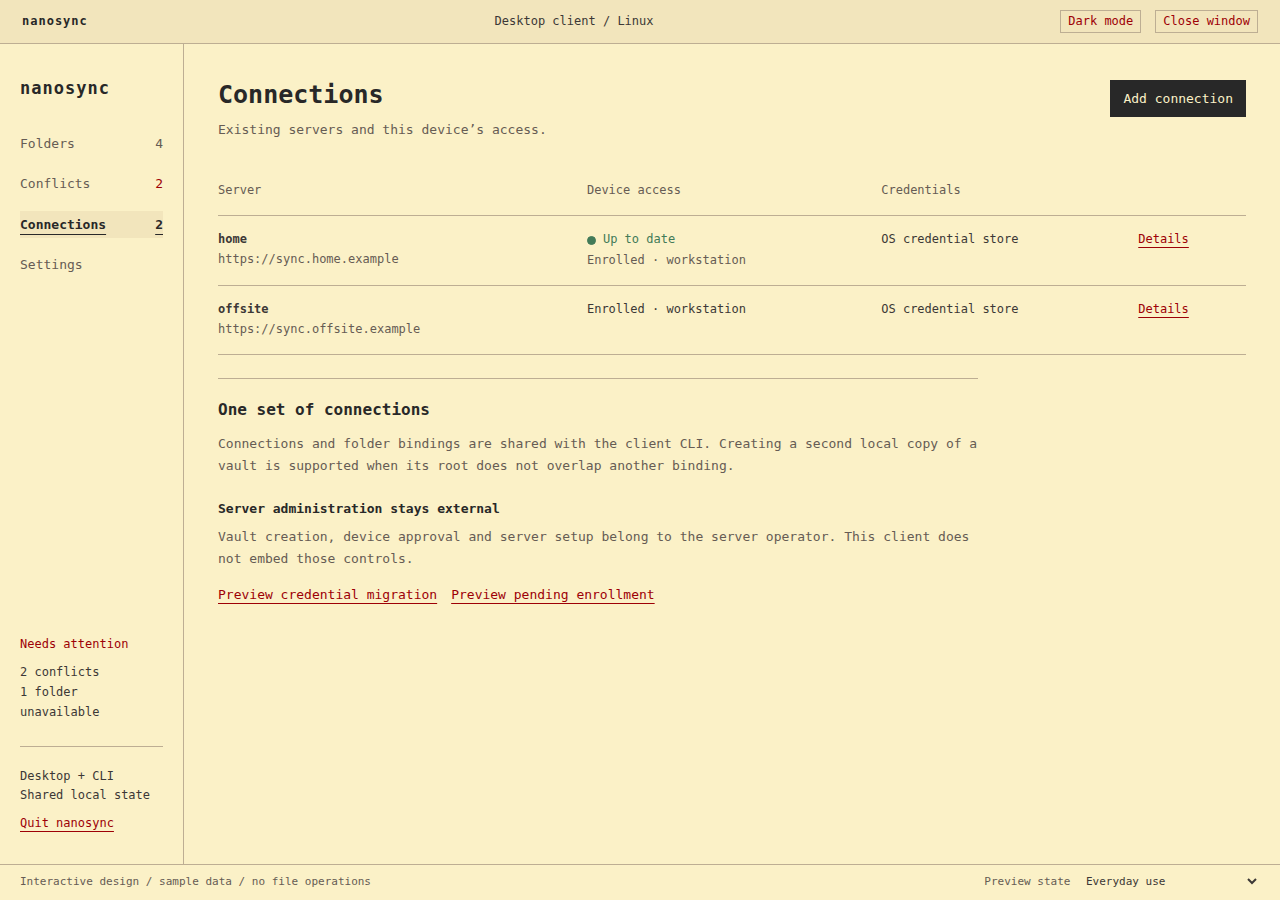 nanosync
Desktop client / Linux
Dark mode
Close window
nanosync
Folders 4
Conflicts 2
Connections 2
Settings
Needs attention
2 conflicts
1 folder
unavailable
Desktop + CLI
Shared local state
Quit nanosync
Connections
Existing servers and this device’s access.
Add connection
Server Device access Credentials
home Up to date OS credential store Details
https://sync.home.example Enrolled · workstation
offsite Enrolled · workstation OS credential store Details
https://sync.offsite.example
One set of connections
Connections and folder bindings are shared with the client CLI. Creating a second local copy of a
vault is supported when its root does not overlap another binding.
Server administration stays external
Vault creation, device approval and server setup belong to the server operator. This client does
not embed those controls.
Preview credential migration Preview pending enrollment
Interactive design / sample data / no file operations
Preview state Everyday use